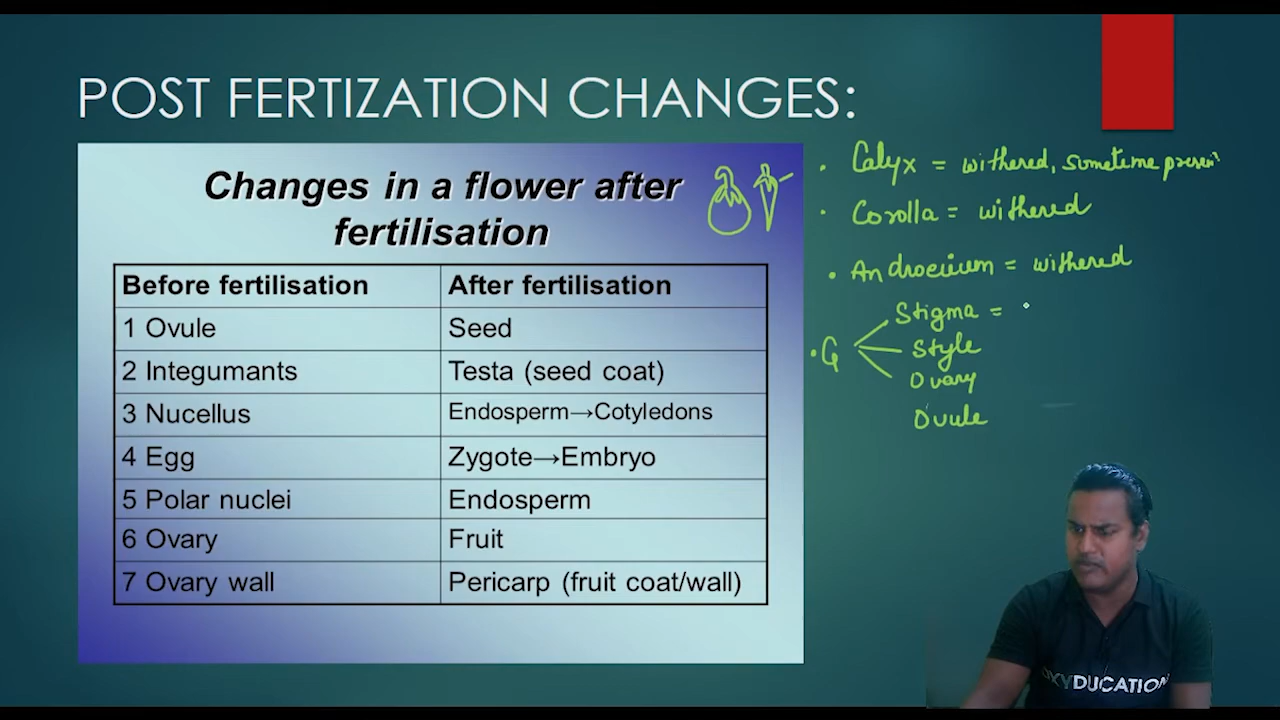 POST FERTIZATION CHANGES:
Changes in a flower after
fertilisation
Before fertilisation After fertilisation
1 Ovule Seed
2 Integumants Testa (seed coat)
3 Nucellus Endosperm→Cotyledons
4 Egg Zygote→Embryo
5 Polar nuclei Endosperm
6 Ovary Fruit
7 Ovary wall Pericarp (fruit coat/wall)
• Calyx = withered, sometime present
• Corolla = withered
• Androecium = withered
• G
Stigma =
Style
Ovary
Ovule
OXYDUCATION